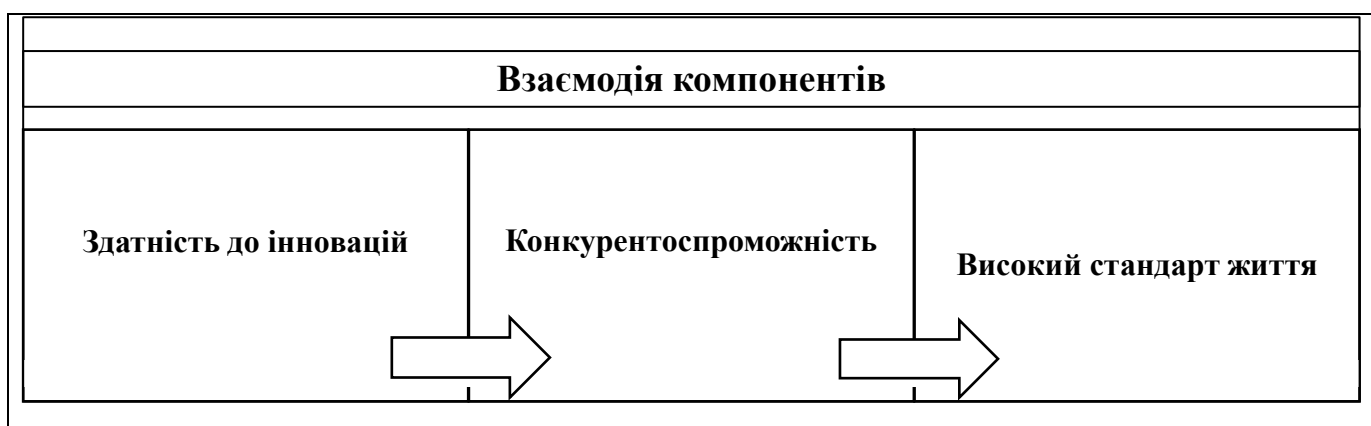 Взаємодія компонентів
Здатність до інновацій
Конкурентоспроможність
Високий стандарт життя